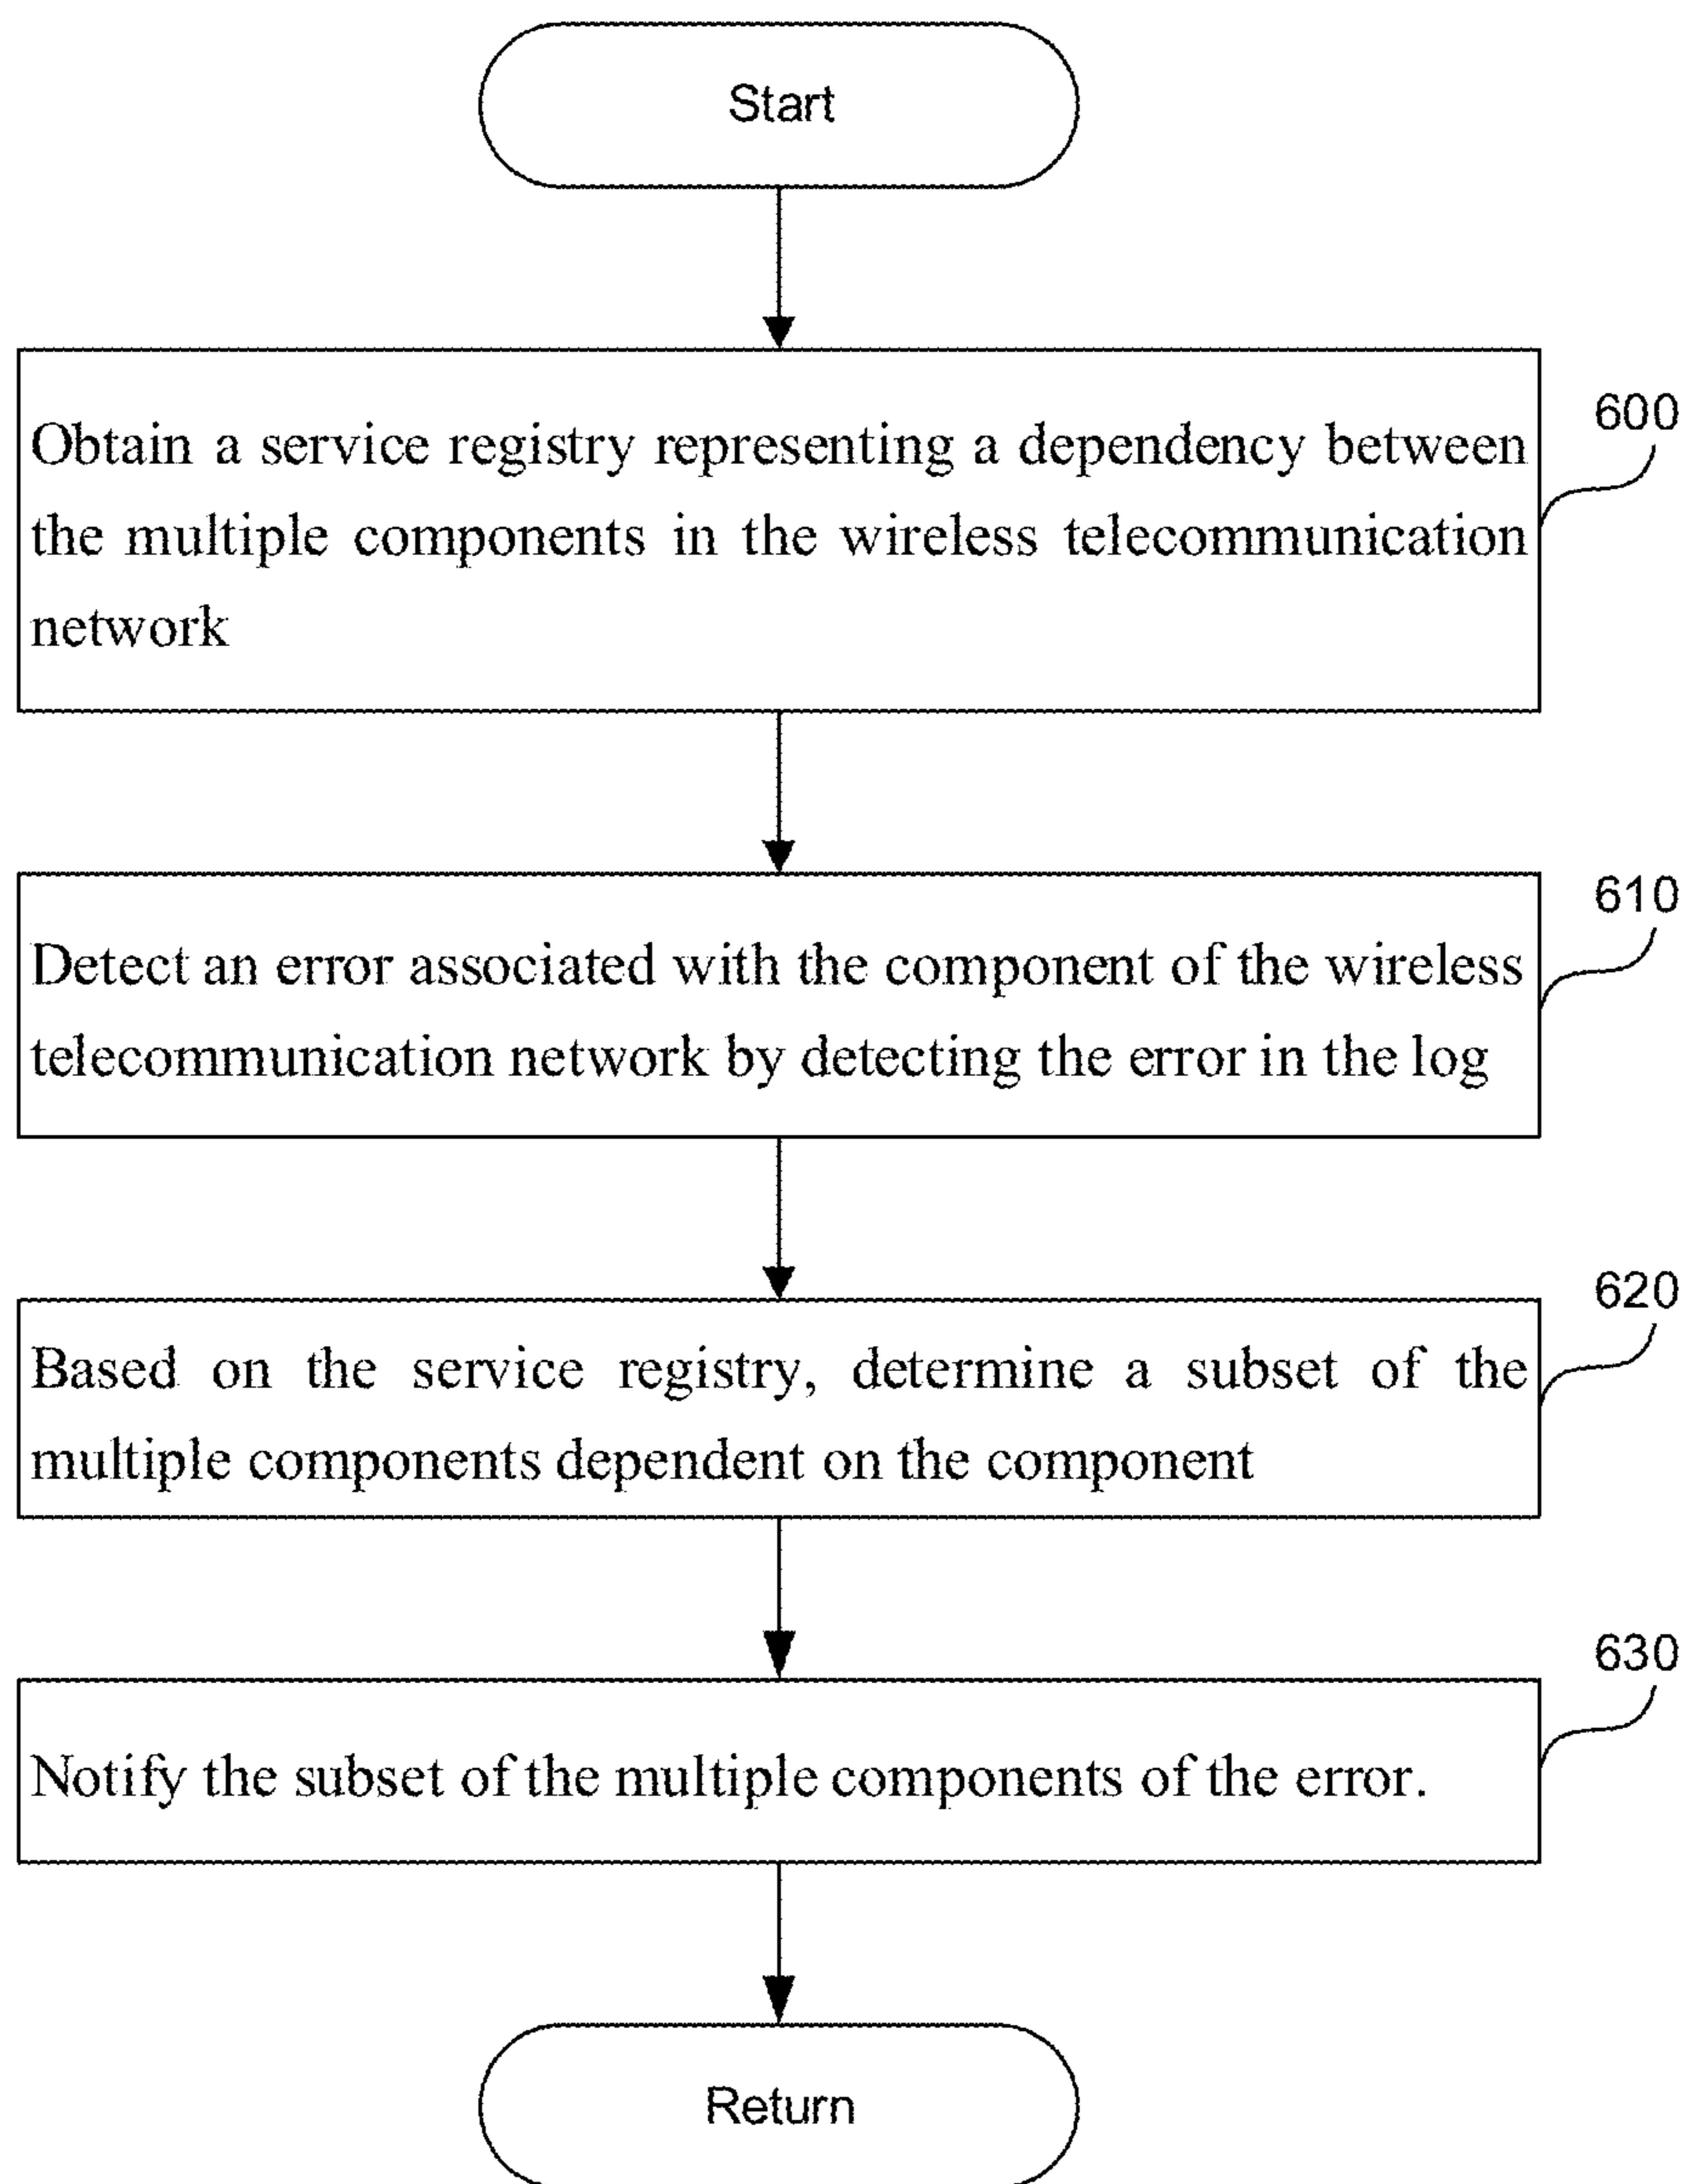 Start
600
Obtain a service registry representing a dependency between
the multiple components in the wireless telecommunication
network
610
Detect an error associated with the component of the wireless
telecommunication network by detecting the error in the log
620
Based on the service registry, determine a subset of the
multiple components dependent on the component
630
Notify the subset of the multiple components of the error.
Return